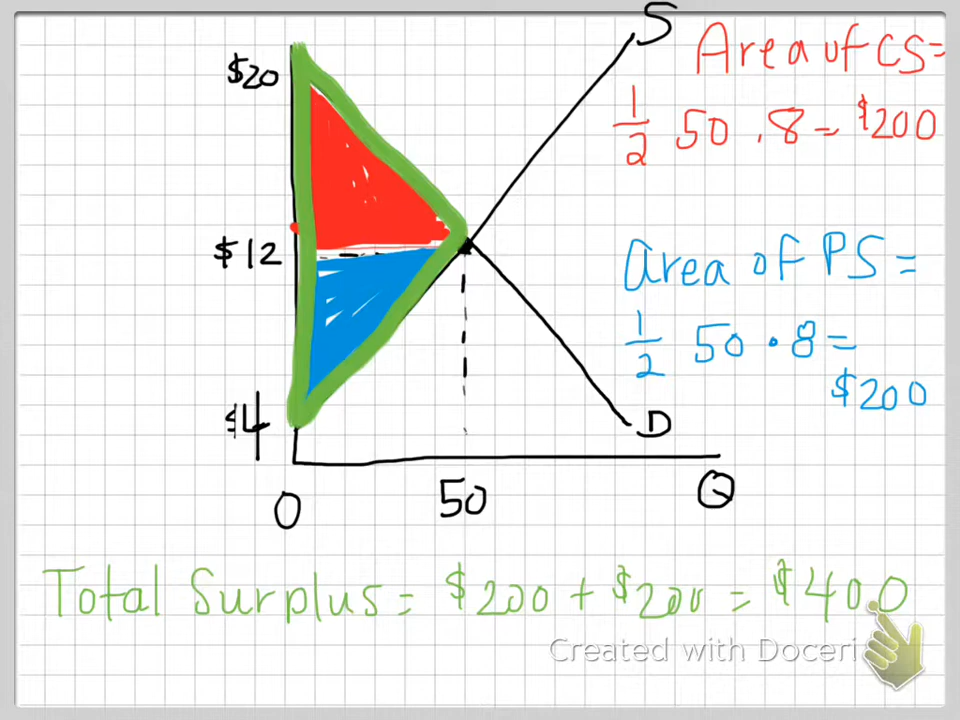 S
$20
Area of CS=
1/2 50 . 8 = $200
$12
Area of PS =
1/2 50 · 8 =
$200
$4
D
0
50
Q
Total Surplus = $200 + $200 = $400
Created with Doceri